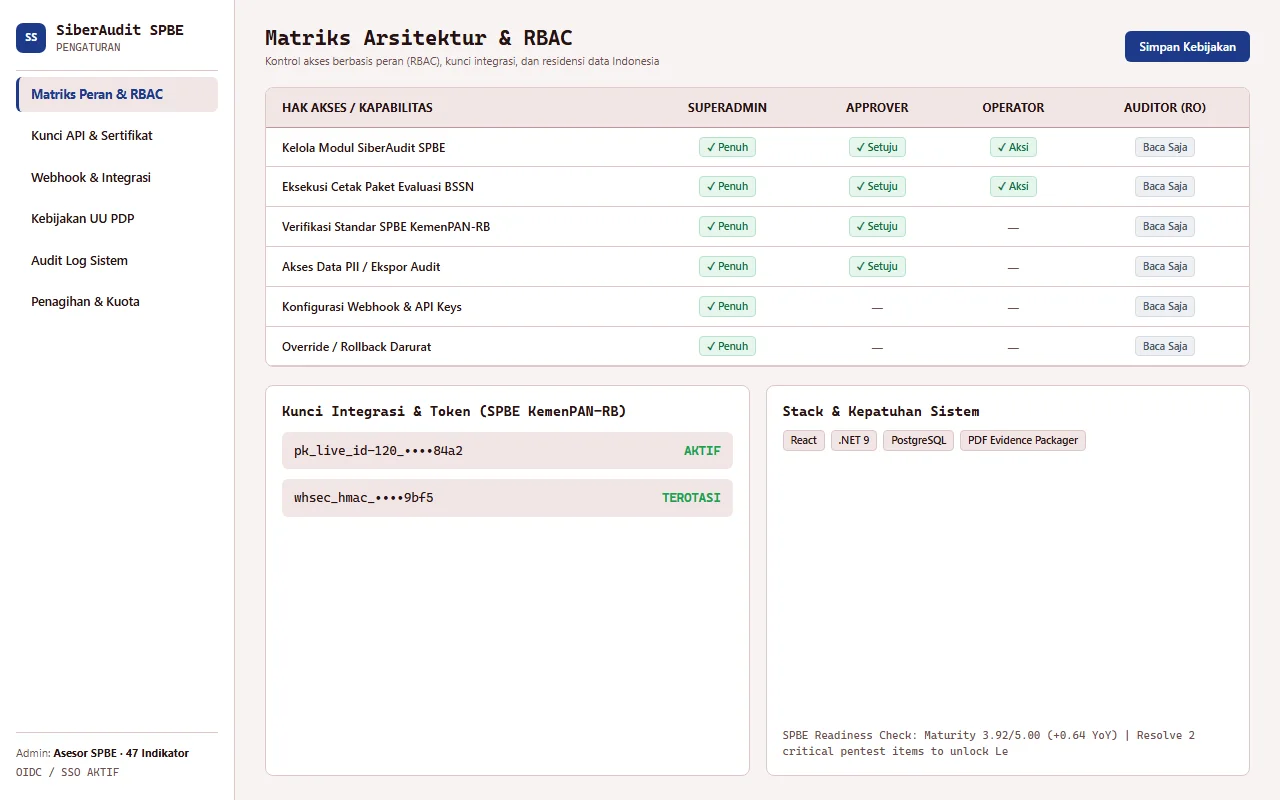 SS
SiberAudit SPBE
PENGATURAN
Matriks Peran & RBAC
Kunci API & Sertifikat
Webhook & Integrasi
Kebijakan UU PDP
Audit Log Sistem
Penagihan & Kuota
Admin: Asesor SPBE · 47 Indikator
OIDC / SSO AKTIF
Matriks Arsitektur & RBAC
Kontrol akses berbasis peran (RBAC), kunci integrasi, dan residensi data Indonesia
Simpan Kebijakan
HAK AKSES / KAPABILITAS SUPERADMIN APPROVER OPERATOR AUDITOR (RO)
Kelola Modul SiberAudit SPBE ✓ Penuh ✓ Setuju ✓ Aksi Baca Saja
Eksekusi Cetak Paket Evaluasi BSSN ✓ Penuh ✓ Setuju ✓ Aksi Baca Saja
Verifikasi Standar SPBE KemenPAN-RB ✓ Penuh ✓ Setuju — Baca Saja
Akses Data PII / Ekspor Audit ✓ Penuh ✓ Setuju — Baca Saja
Konfigurasi Webhook & API Keys ✓ Penuh — — Baca Saja
Override / Rollback Darurat ✓ Penuh — — Baca Saja
Kunci Integrasi & Token (SPBE KemenPAN-RB)
pk_live_id-120_••••84a2 AKTIF
whsec_hmac_••••9bf5 TEROTASI
Stack & Kepatuhan Sistem
React .NET 9 PostgreSQL PDF Evidence Packager
SPBE Readiness Check: Maturity 3.92/5.00 (+0.64 YoY) | Resolve 2
critical pentest items to unlock Le